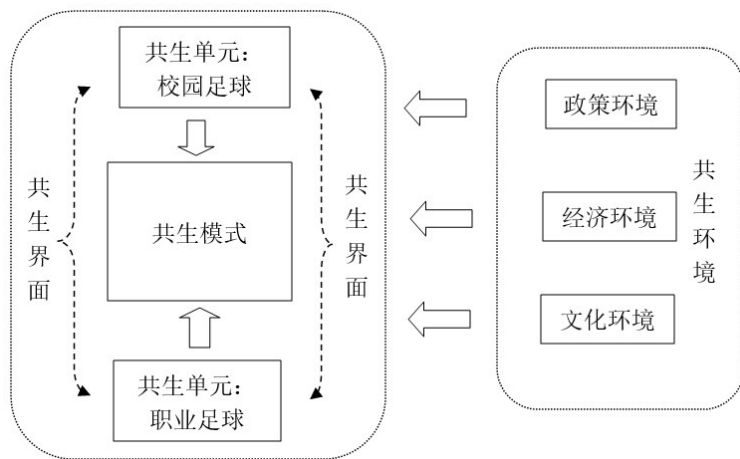 共生单元：
校园足球
共生界面
共生模式
共生界面
共生单元：
职业足球
政策环境
经济环境
文化环境
共生环境